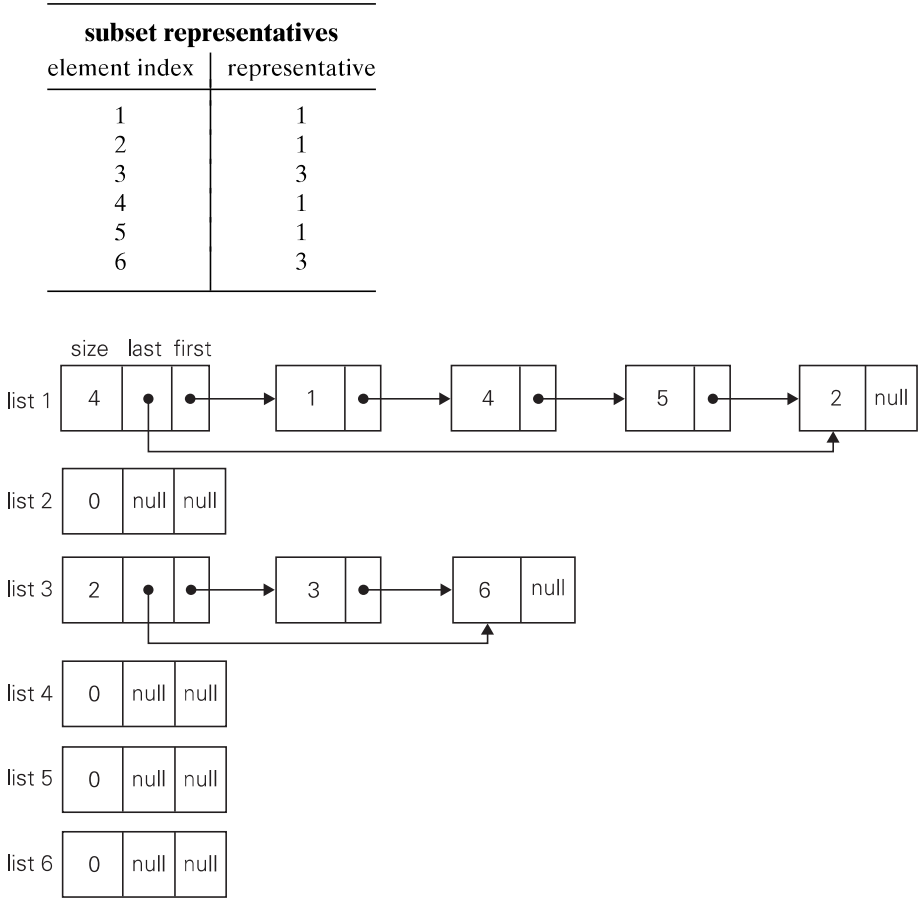 subset representatives
element index representative
1 1
2 1
3 3
4 1
5 1
6 3
size last first
list 1 4 1 4 5 2 null
list 2 0 null null
list 3 2 3 6 null
list 4 0 null null
list 5 0 null null
list 6 0 null null